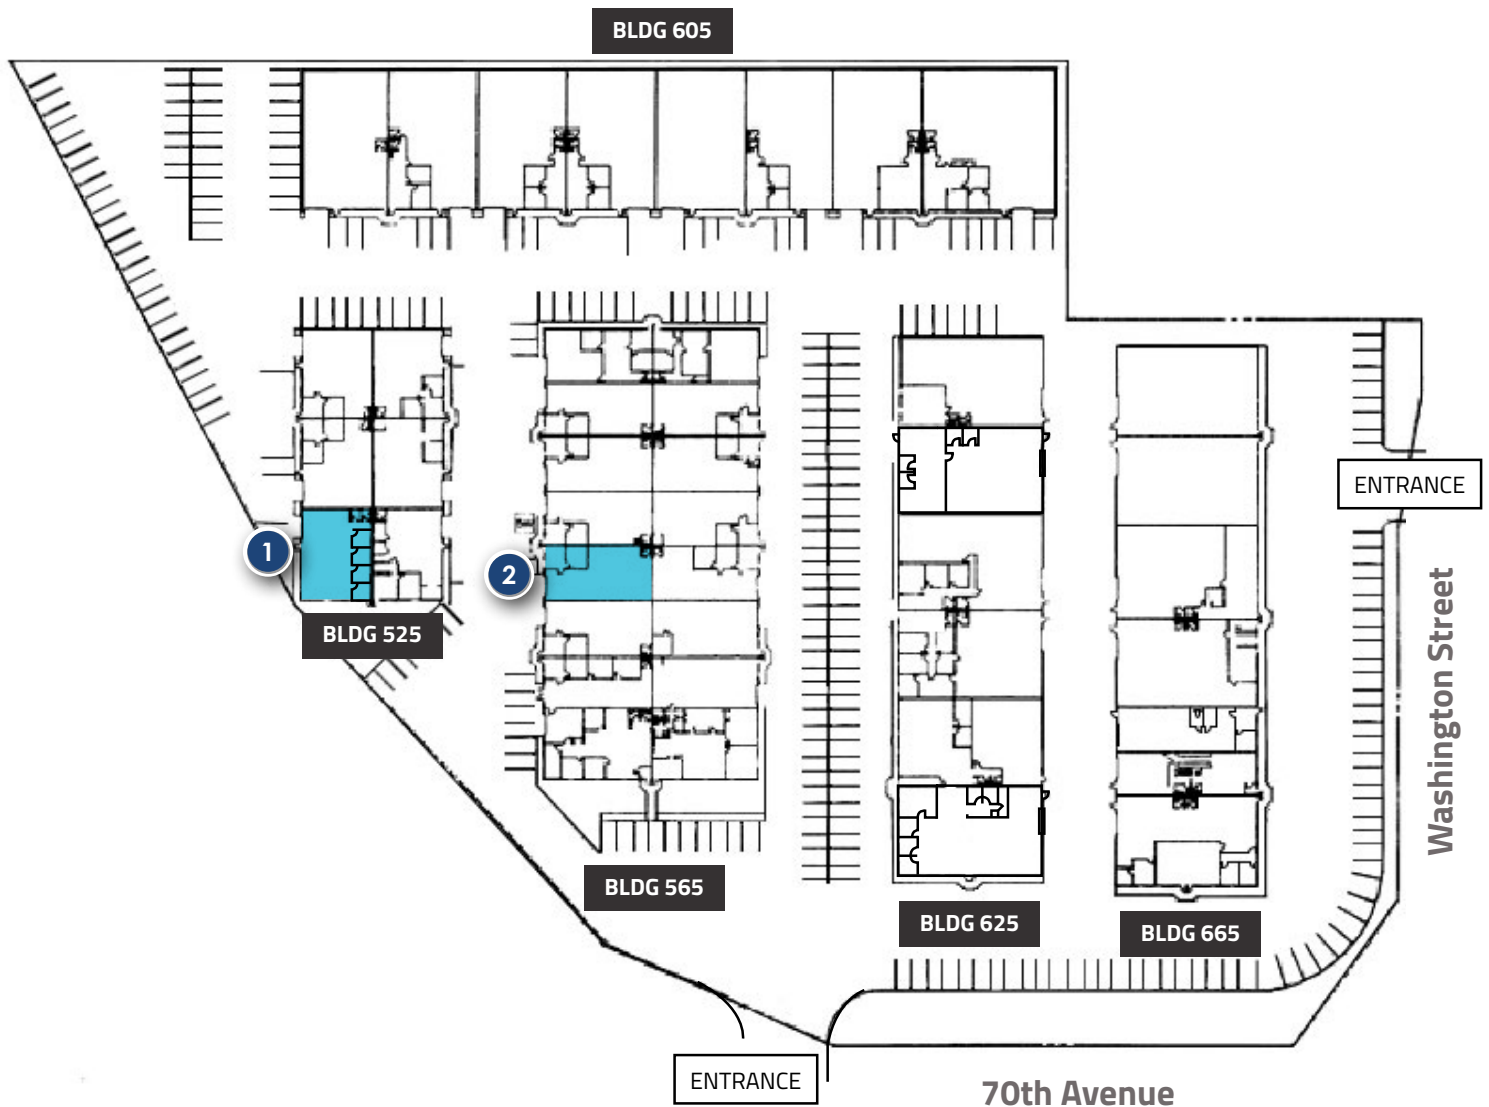 BLDG 605
ENTRANCE
1
2
BLDG 525
Washington Street
BLDG 565
BLDG 625
BLDG 665
ENTRANCE
70th Avenue